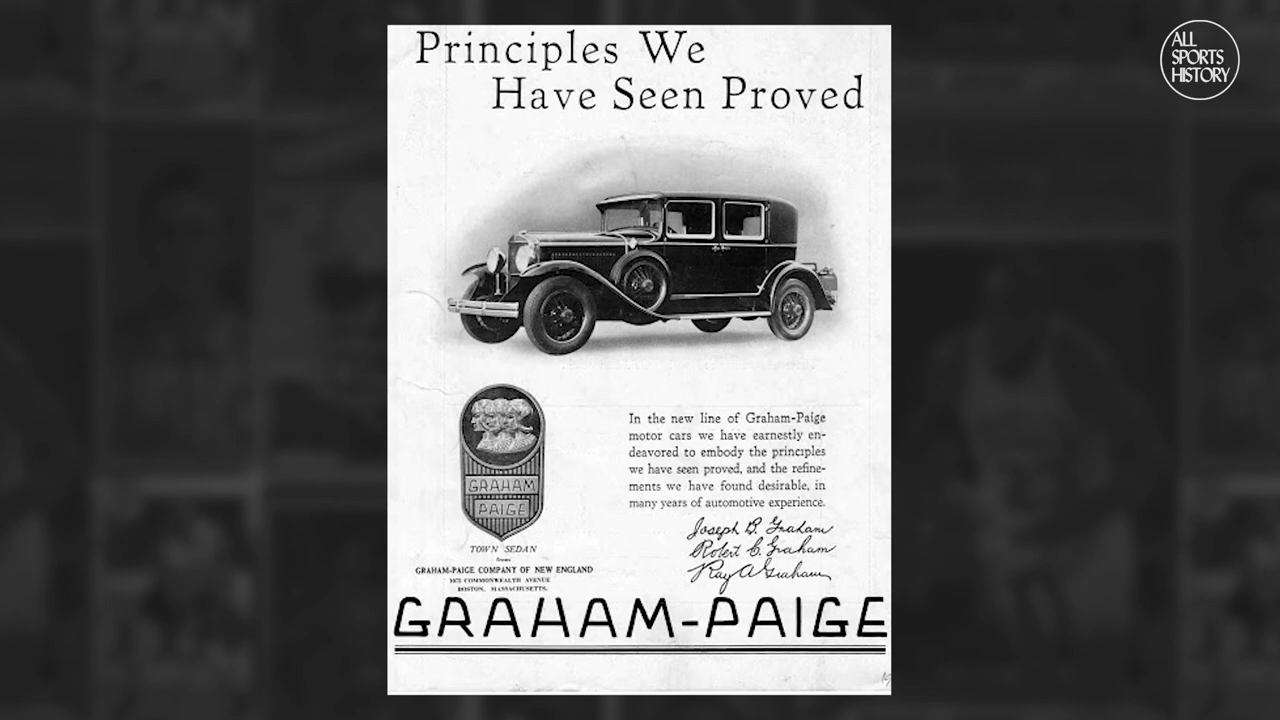 ALL
SPORTS
HISTORY
Principles We
Have Seen Proved
In the new line of Graham-Paige
motor cars we have earnestly en-
deavored to embody the principles
we have seen proved, and the refine-
ments we have found desirable, in
many years of automotive experience.
Joseph B. Graham
Robert C. Graham
Ray A Graham
GRAHAM
PAIGE
TOWN SEDAN
GRAHAM-PAIGE COMPANY OF NEW ENGLAND
COMMONWEALTH AVENUE
BOSTON, MASSACHUSETTS.
GRAHAM-PAIGE